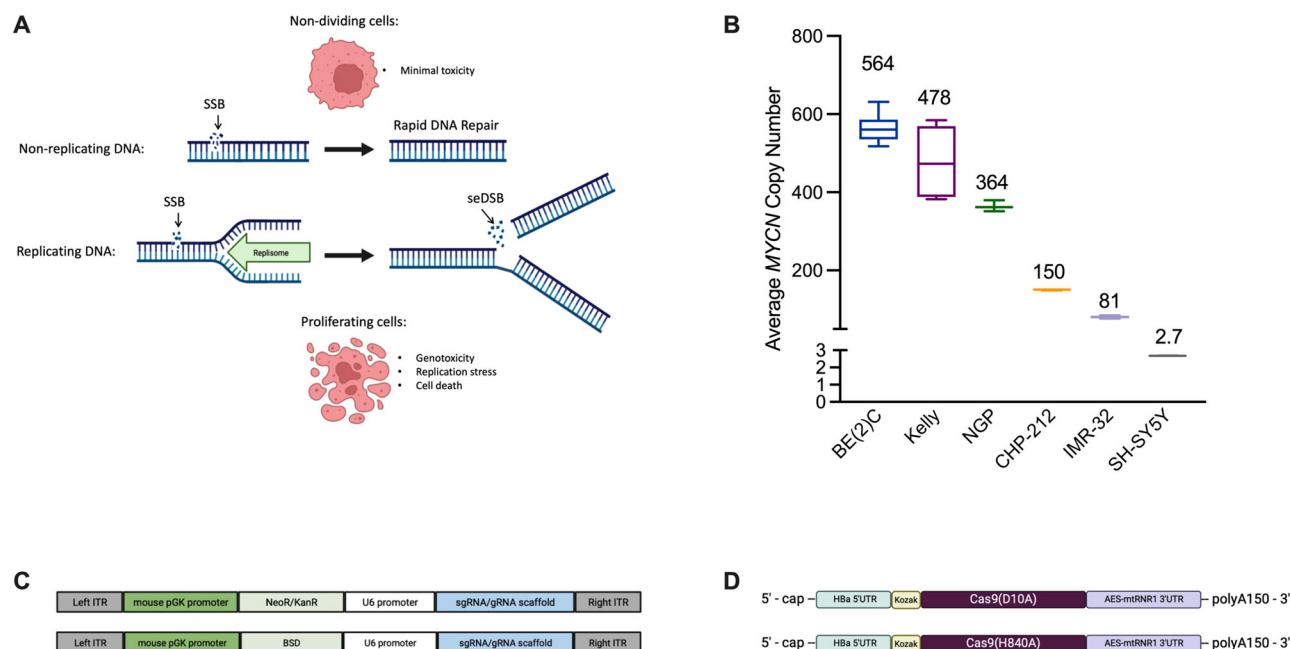 A
Non-dividing cells:
• Minimal toxicity
SSB
Rapid DNA Repair
Non-replicating DNA:
SSB
seDSB
Replicating DNA:
Replisome
Proliferating cells:
• Genotoxicity
• Replication stress
• Cell death
B
Average MYCN Copy Number
800
600
400
200
3
2
1
0
564
478
364
150
81
2.7
BE(2)C
Kelly
NGP
CHP-212
IMR-32
SH-SY5Y
C
Left ITR mouse pGK promoter NeoR/KanR U6 promoter sgRNA/gRNA scaffold Right ITR
Left ITR mouse pGK promoter BSD U6 promoter sgRNA/gRNA scaffold Right ITR
D
5' - cap HBa 5'UTR Kozak Cas9(D10A) AES-mtRNR1 3'UTR polyA150 - 3'
5' - cap HBa 5'UTR Kozak Cas9(H840A) AES-mtRNR1 3'UTR polyA150 - 3'